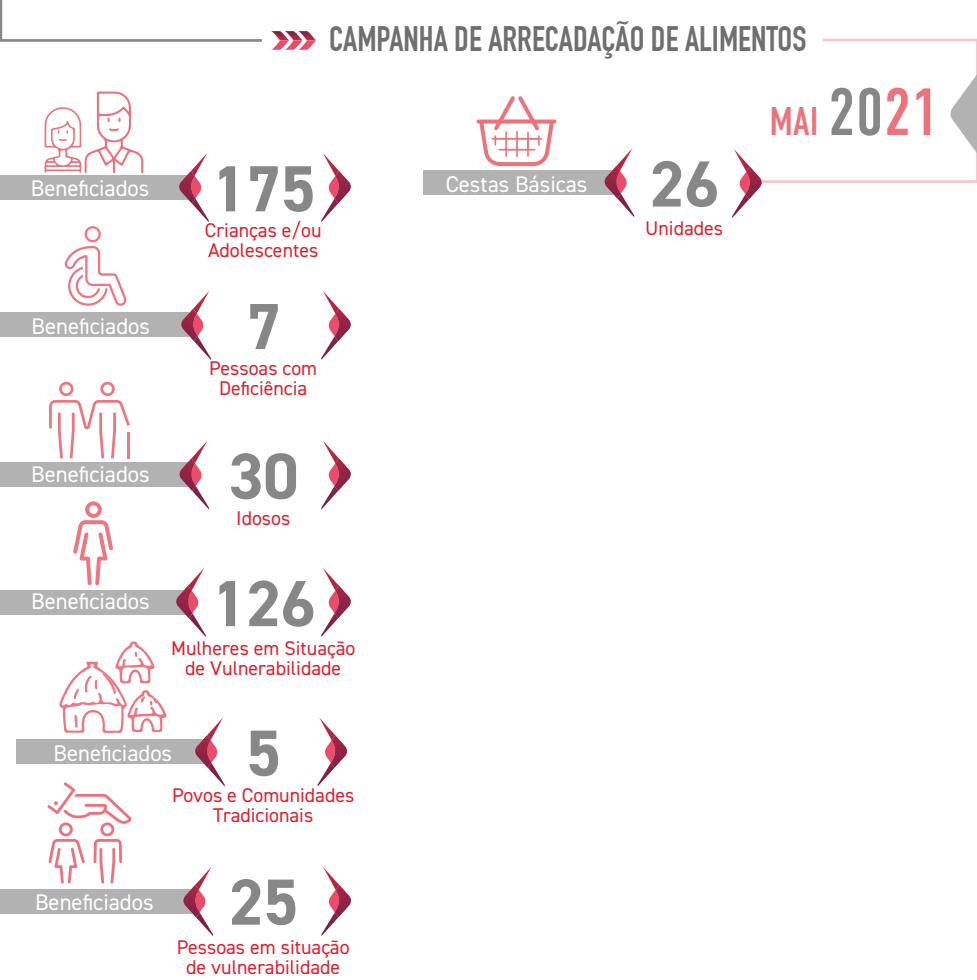 CAMPANHA DE ARRECADAÇÃO DE ALIMENTOS
MAI 2021
Beneficiados
175
Crianças e/ou
Adolescentes
Cestas Básicas
26
Unidades
Beneficiados
7
Pessoas com
Deficiência
Beneficiados
30
Idosos
Beneficiados
126
Mulheres em Situação
de Vulnerabilidade
Beneficiados
5
Povos e Comunidades
Tradicionais
Beneficiados
25
Pessoas em situação
de vulnerabilidade